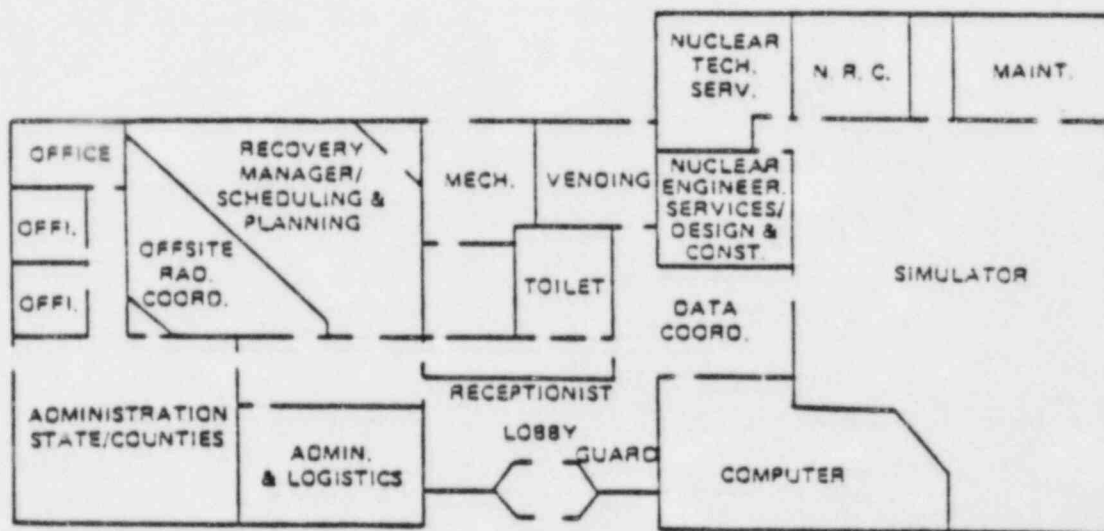 NUCLEAR
TECH.
SERV.
N. R. C.
MAINT.
OFFICE
RECOVERY
MANAGER/
SCHEDULING &
PLANNING
MECH.
VENDING
NUCLEAR
ENGINEER.
SERVICES/
DESIGN &
CONST.
OFFI.
OFFSITE
RAD.
COORD.
OFFI.
TOILET
SIMULATOR
DATA
COORD.
RECEPTIONIST
ADMINISTRATION
STATE/COUNTIES
LOBBY
GUARD
ADMIN.
& LOGISTICS
COMPUTER